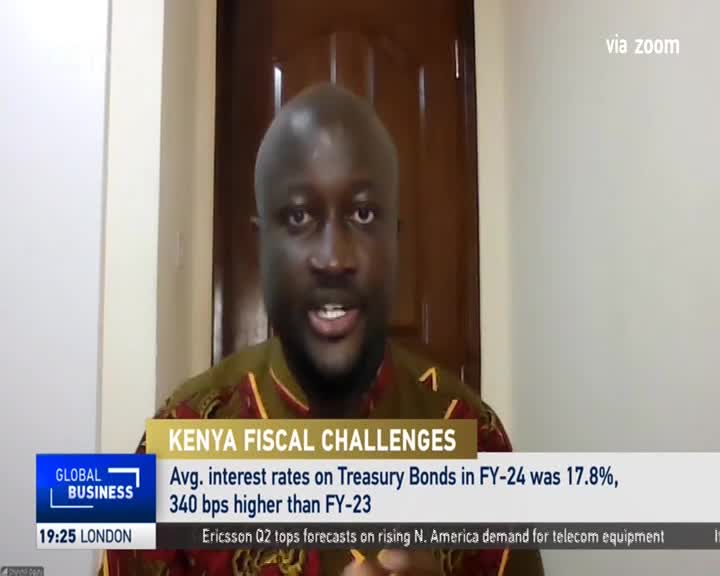 via zoom
KENYA FISCAL CHALLENGES
GLOBAL
BUSINESS
Avg. interest rates on Treasury Bonds in FY-24 was 17.8%,
340 bps higher than FY-23
19:25 LONDON
Ericsson Q2 tops forecasts on rising N. America demand for telecom equipment